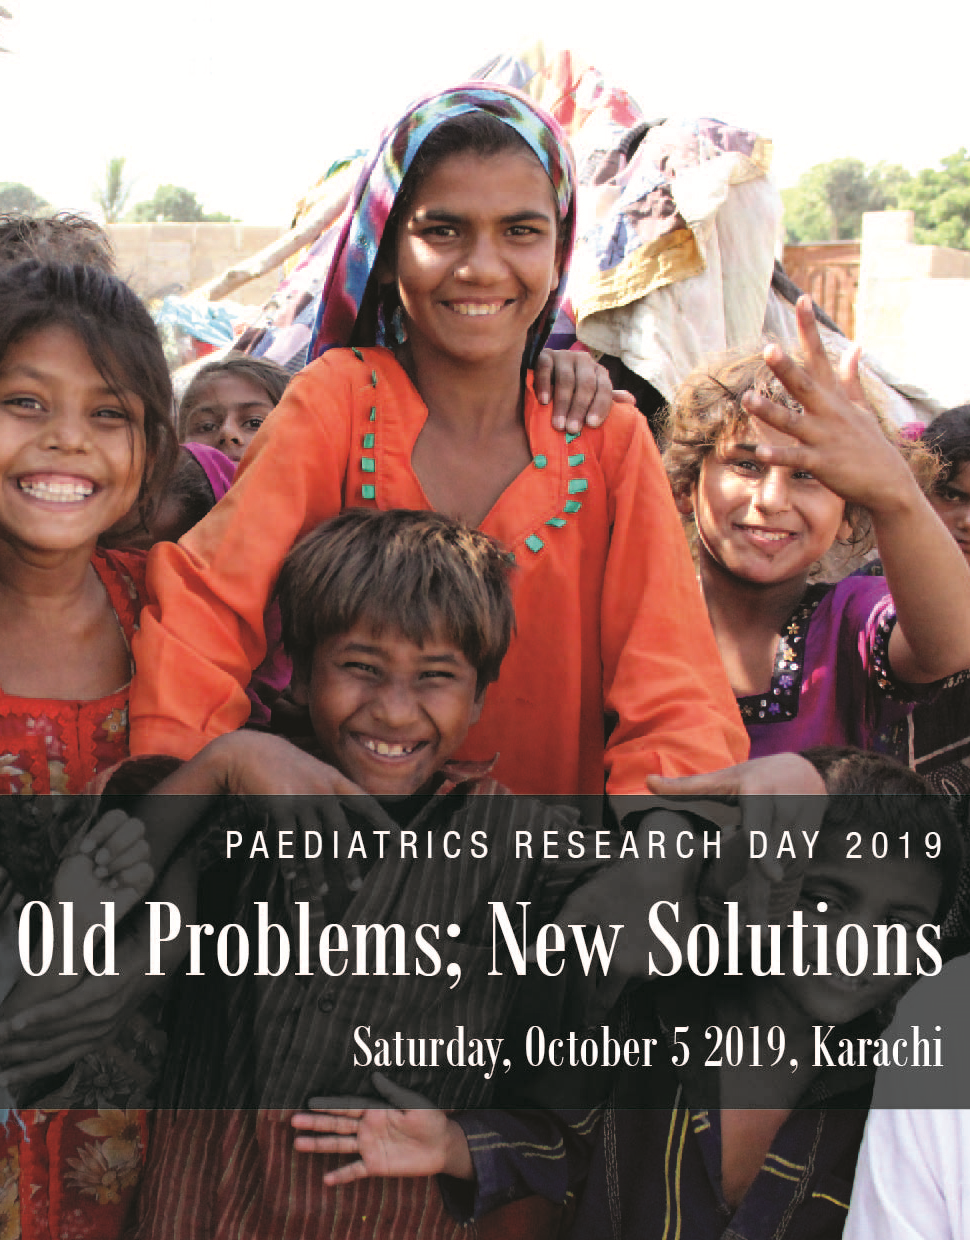 PAEDIATRICS RESEARCH DAY 2019
Old Problems; New Solutions
Saturday, October 5 2019, Karachi